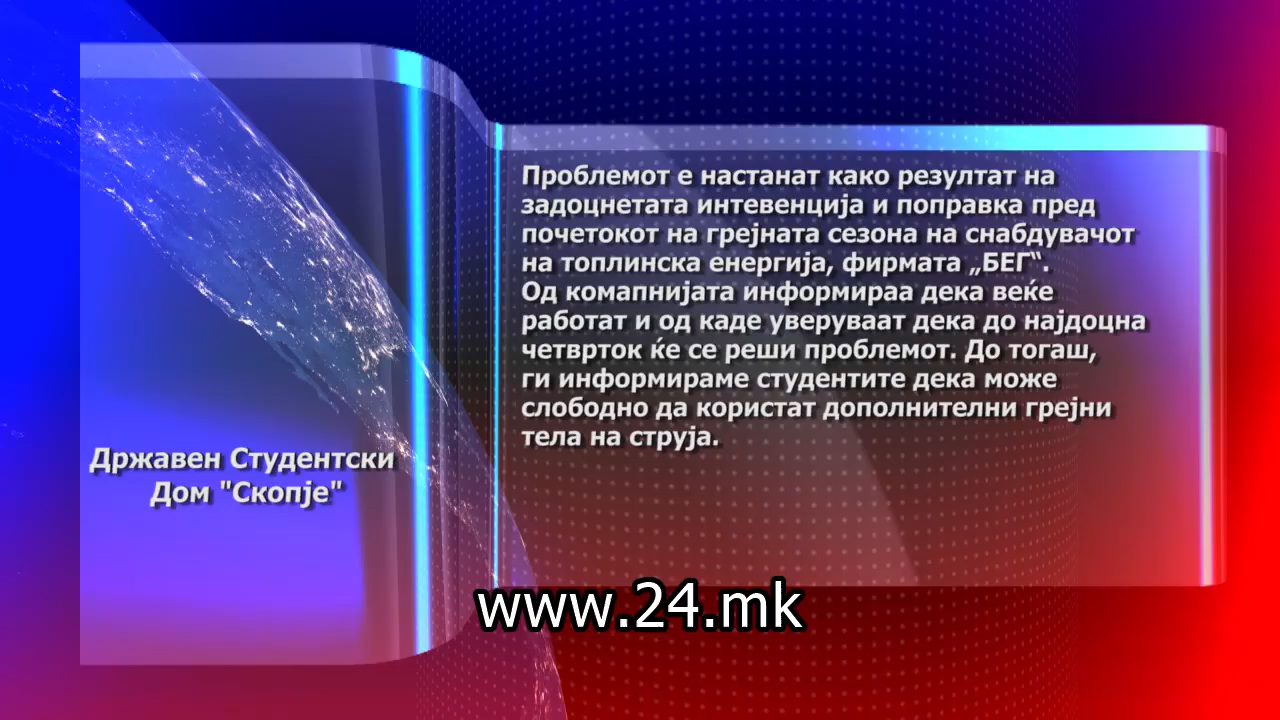 Државен Студентски
Дом "Скопје"
Проблемот е настанат како резултат на
задоцнетата интевенција и поправка пред
почетокот на грејната сезона на снабдувачот
на топлинска енергија, фирмата „БЕГ“.
Од комапнијата информираа дека веќе
работат и од каде уверуваат дека до најдоцна
четврток ќе се реши проблемот. До тогаш,
ги информираме студентите дека може
слободно да користат дополнителни грејни
тела на струја.
www.24.mk